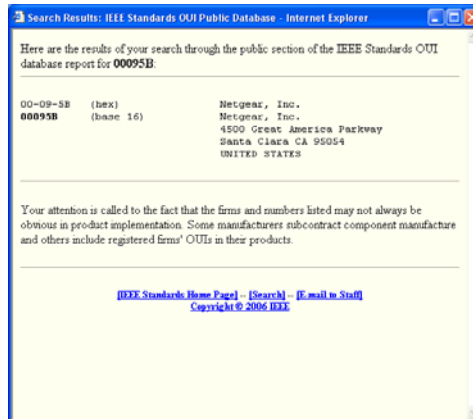 Search Results: IEEE Standards OUI Public Database - Internet Explorer
Here are the results of your search through the public section of the IEEE Standards OUI
database report for 00095B:
00-09-5B (hex) Netgear, Inc.
00095B (base 16) Netgear, Inc.
4500 Great America Parkway
Santa Clara CA 95054
UNITED STATES
Your attention is called to the fact that the firms and numbers listed may not always be
obvious in product implementation. Some manufacturers subcontract component manufacture
and others include registered firms' OUIs in their products.
[IEEE Standards Home Page] -- [Search] -- [E-mail to Staff]
Copyright © 2006 IEEE